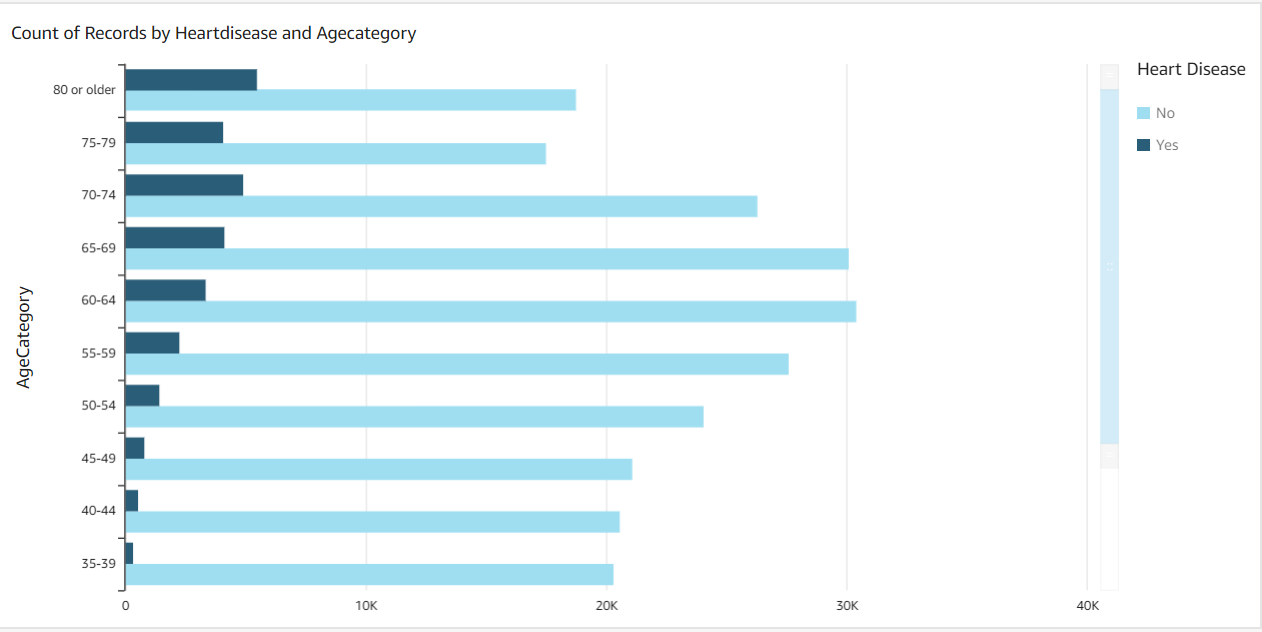 Count of Records by Heartdisease and Agecategory
Heart Disease
No
Yes
AgeCategory
80 or older
75-79
70-74
65-69
60-64
55-59
50-54
45-49
40-44
35-39
0
10K
20K
30K
40K